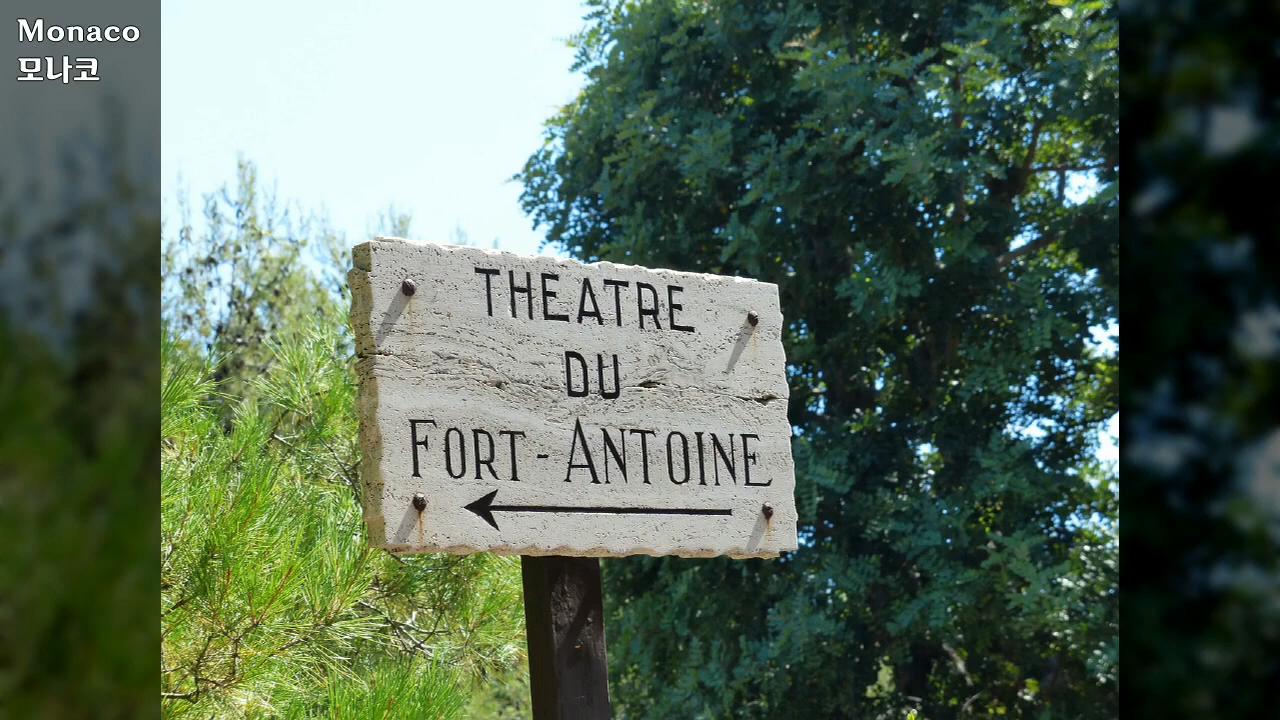 Monaco
모나코
THEATRE
DU
FORT-ANTOINE